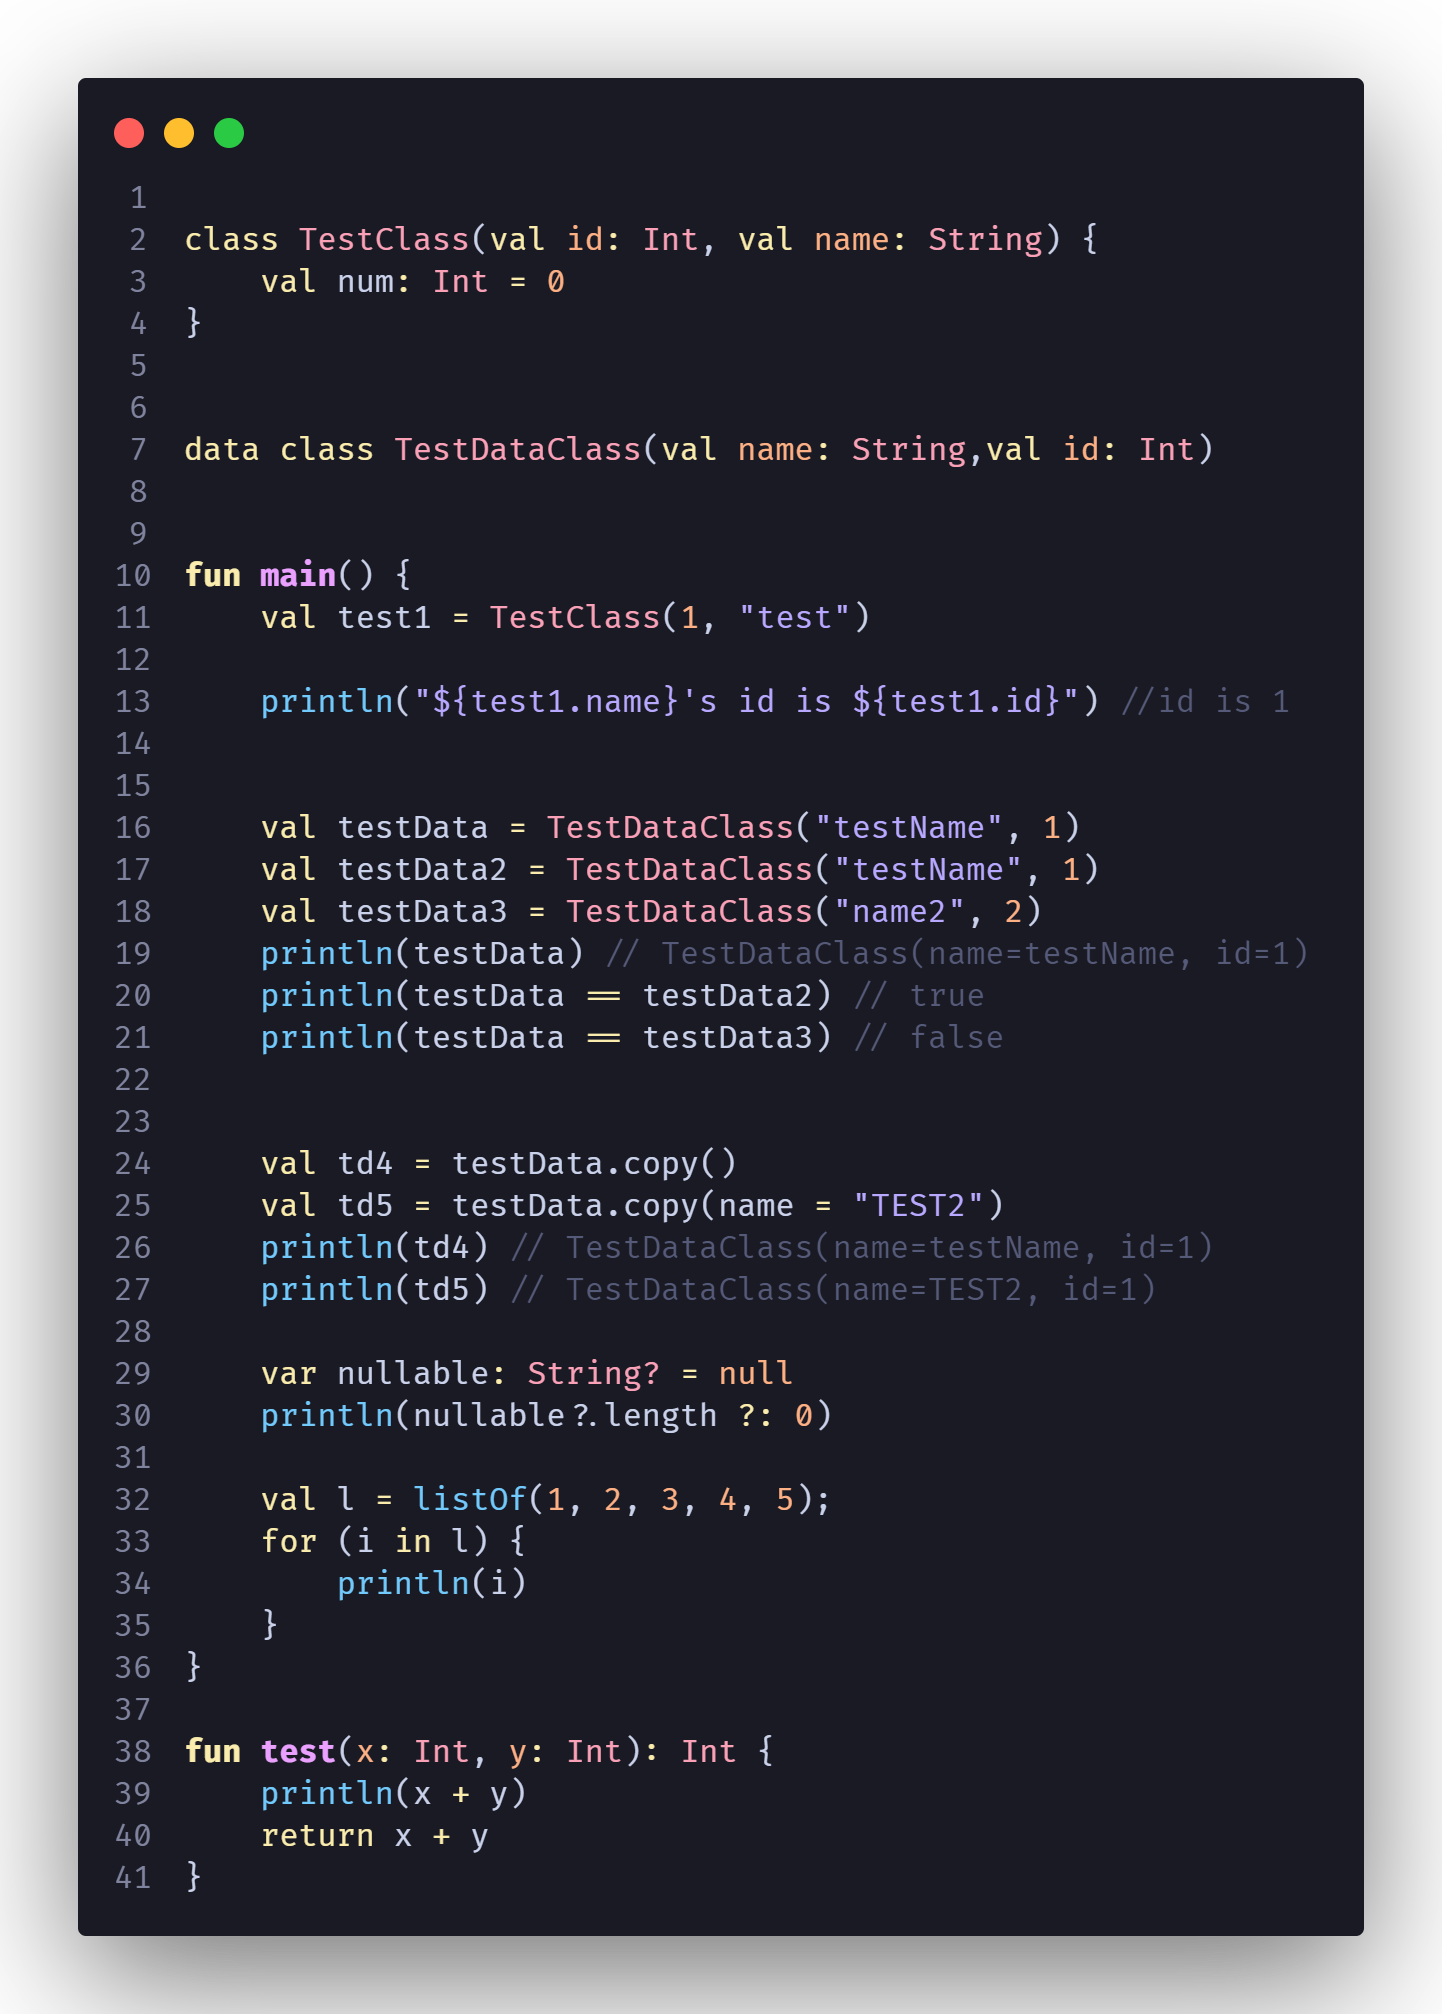 1
2 class TestClass(val id: Int, val name: String) {
3     val num: Int = 0
4 }
5
6
7 data class TestDataClass(val name: String,val id: Int)
8
9
10 fun main() {
11     val test1 = TestClass(1, "test")
12
13     println("${test1.name}'s id is ${test1.id}") //id is 1
14
15
16     val testData = TestDataClass("testName", 1)
17     val testData2 = TestDataClass("testName", 1)
18     val testData3 = TestDataClass("name2", 2)
19     println(testData) // TestDataClass(name=testName, id=1)
20     println(testData == testData2) // true
21     println(testData == testData3) // false
22
23
24     val td4 = testData.copy()
25     val td5 = testData.copy(name = "TEST2")
26     println(td4) // TestDataClass(name=testName, id=1)
27     println(td5) // TestDataClass(name=TEST2, id=1)
28
29     var nullable: String? = null
30     println(nullable?.length ?: 0)
31
32     val l = listOf(1, 2, 3, 4, 5);
33     for (i in l) {
34         println(i)
35     }
36 }
37
38 fun test(x: Int, y: Int): Int {
39     println(x + y)
40     return x + y
41 }